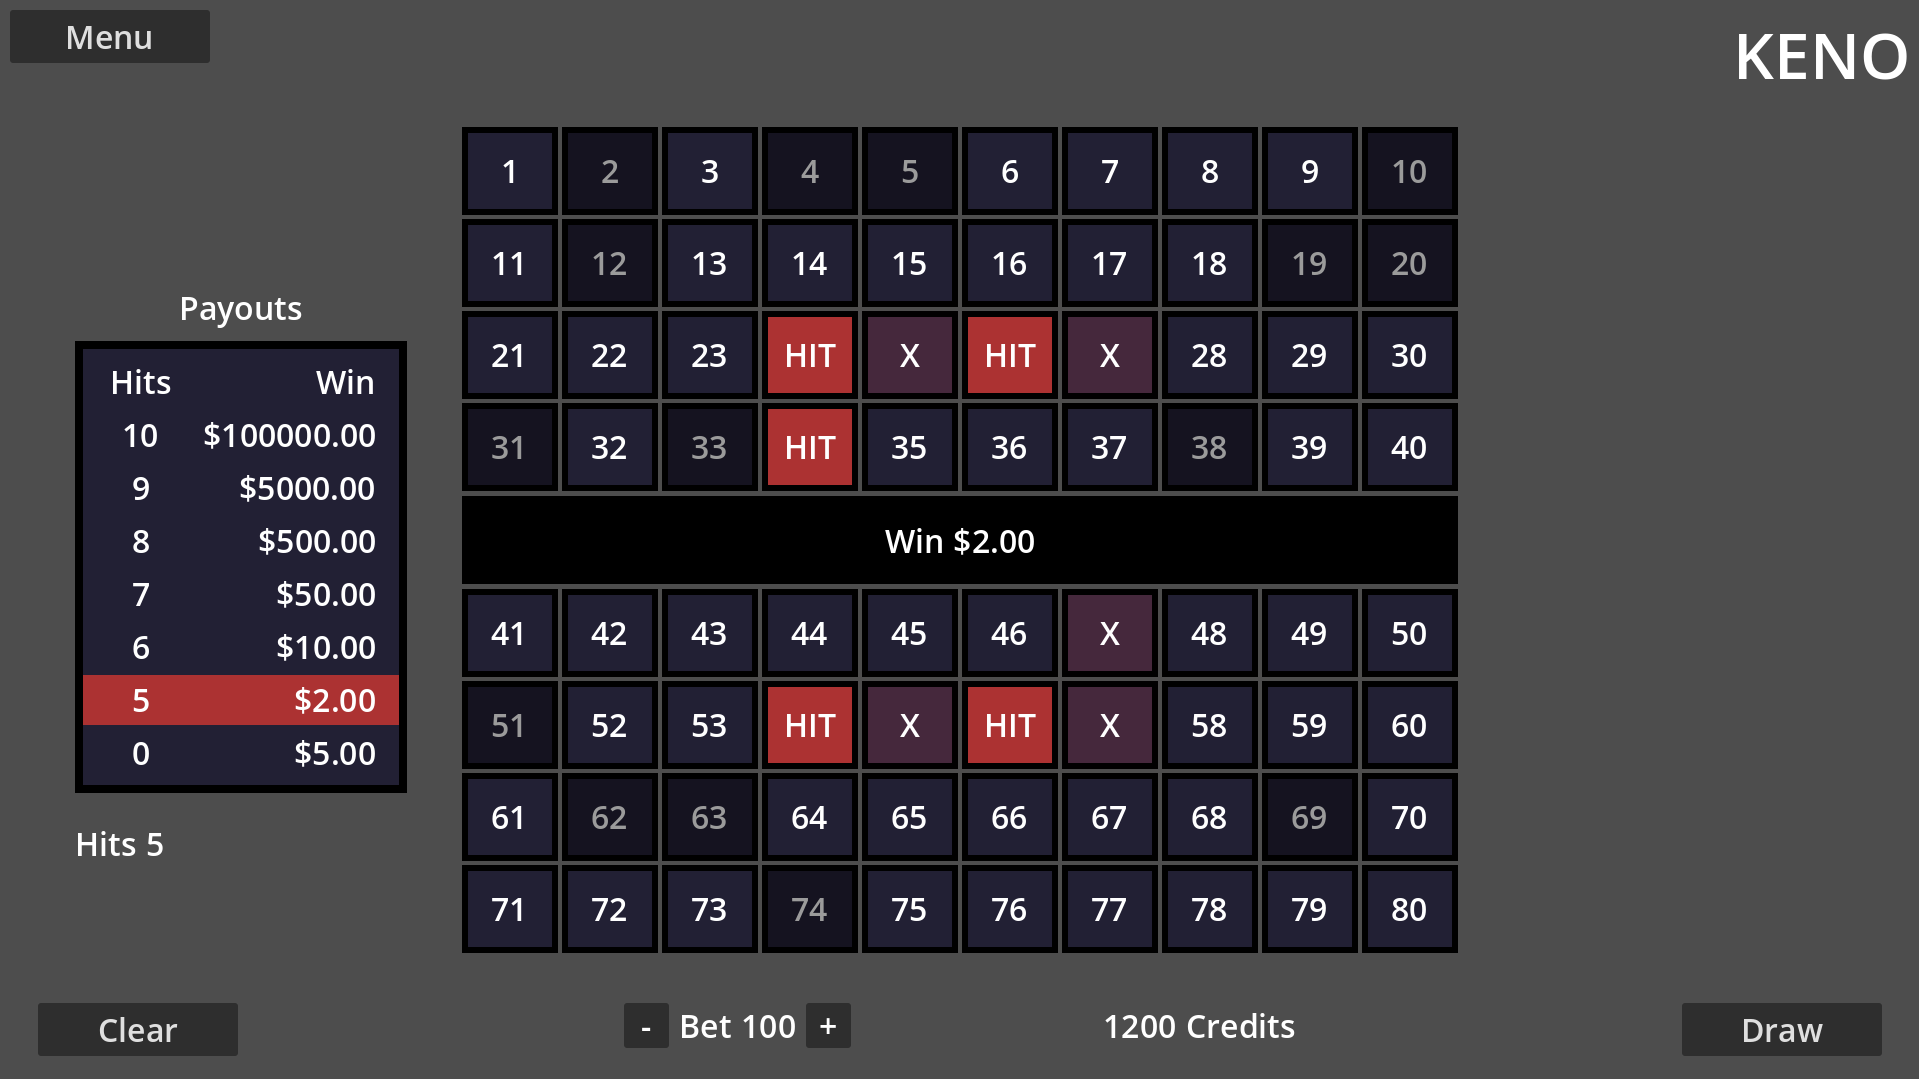 Menu
KENO
1 2 3 4 5 6 7 8 9 10
11 12 13 14 15 16 17 18 19 20
21 22 23 HIT X HIT X 28 29 30
31 32 33 HIT 35 36 37 38 39 40
Win $2.00
41 42 43 44 45 46 X 48 49 50
51 52 53 HIT X HIT X 58 59 60
61 62 63 64 65 66 67 68 69 70
71 72 73 74 75 76 77 78 79 80
Payouts
Hits Win
10 $100000.00
9 $5000.00
8 $500.00
7 $50.00
6 $10.00
5 $2.00
0 $5.00
Hits 5
Clear
- Bet 100 +
1200 Credits
Draw